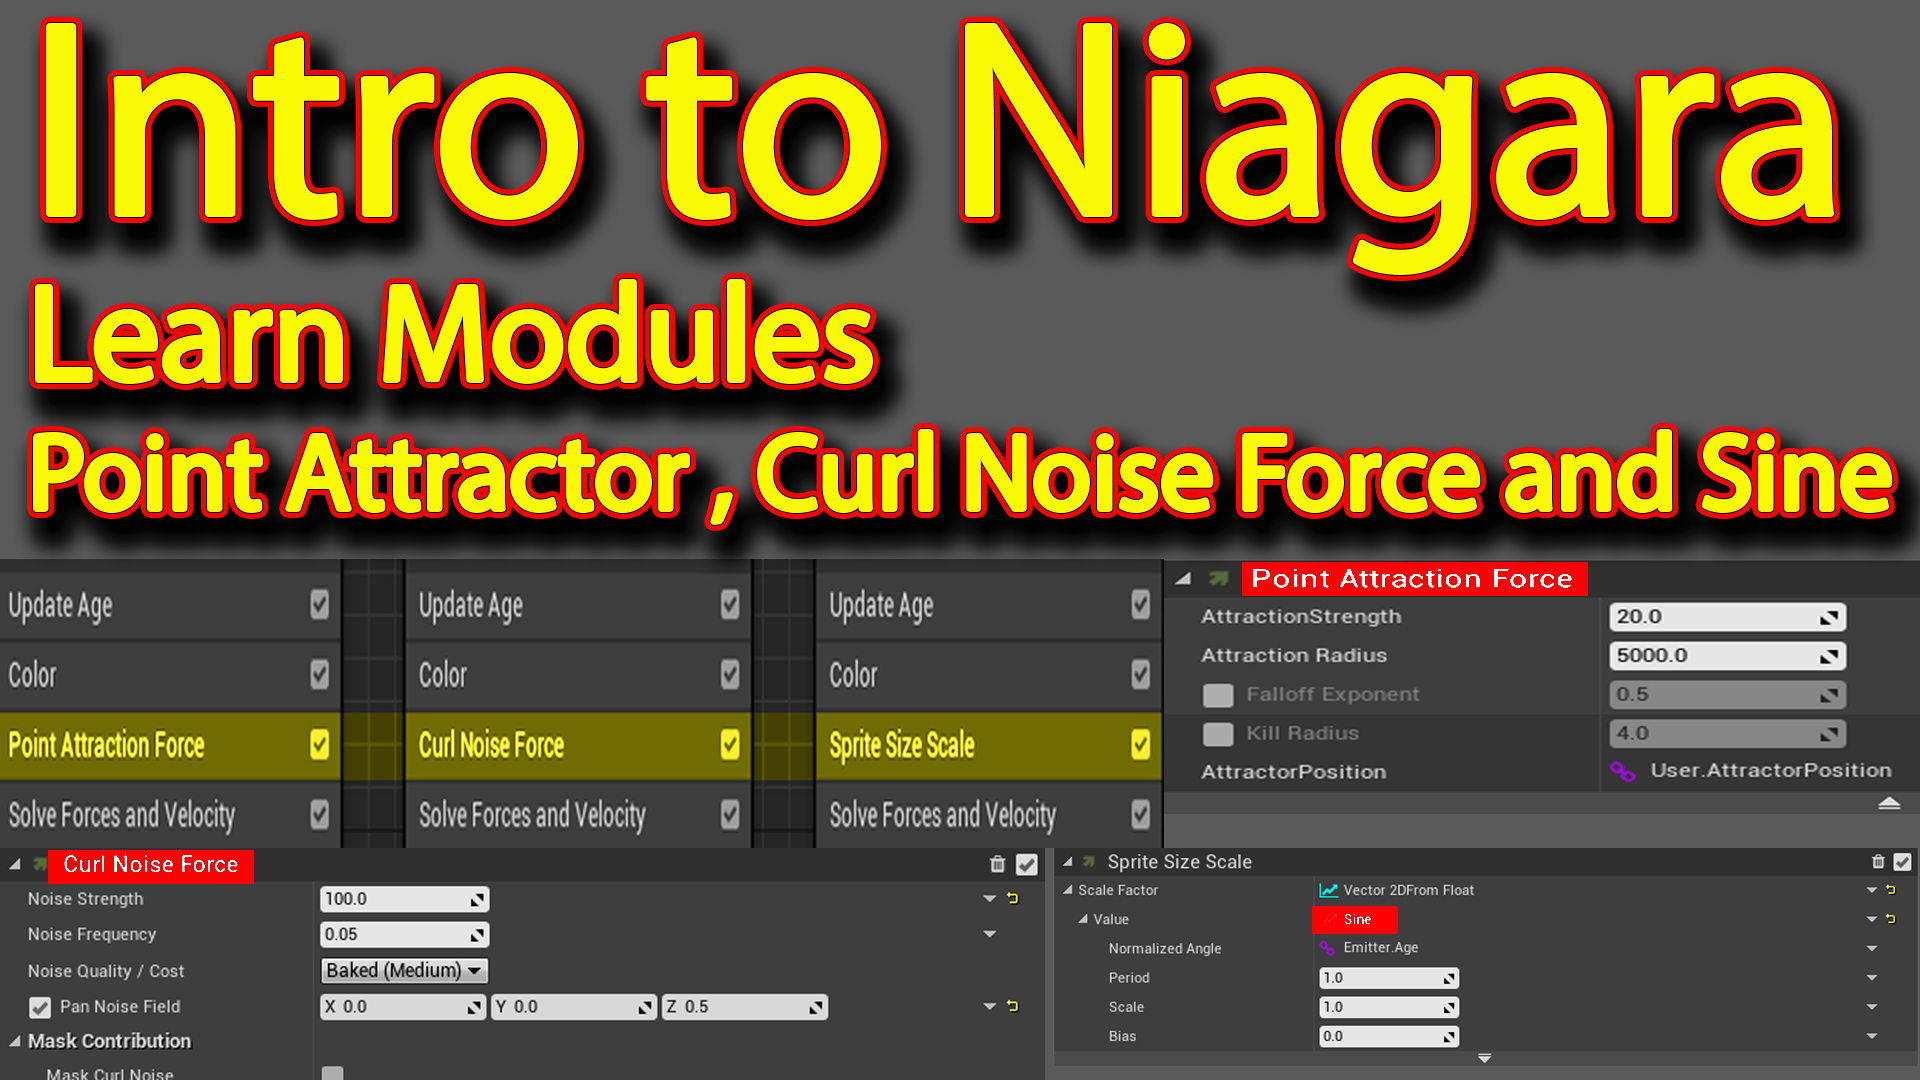 Intro to Niagara
Learn Modules
Point Attractor , Curl Noise Force and Sine
Update Age
Color
Point Attraction Force
Solve Forces and Velocity
Update Age
Color
Curl Noise Force
Solve Forces and Velocity
Update Age
Color
Sprite Size Scale
Solve Forces and Velocity
Point Attraction Force
AttractionStrength 20.0
Attraction Radius 5000.0
Falloff Exponent 0.5
Kill Radius 4.0
AttractorPosition User.AttractorPosition
Curl Noise Force
Noise Strength 100.0
Noise Frequency 0.05
Noise Quality / Cost Baked (Medium)
Pan Noise Field X 0.0 Y 0.0 Z 0.5
Mask Contribution
Mask Curl Noise
Sprite Size Scale
Scale Factor Vector 2DFrom Float
Value Sine
Normalized Angle Emitter.Age
Period 1.0
Scale 1.0
Bias 0.0